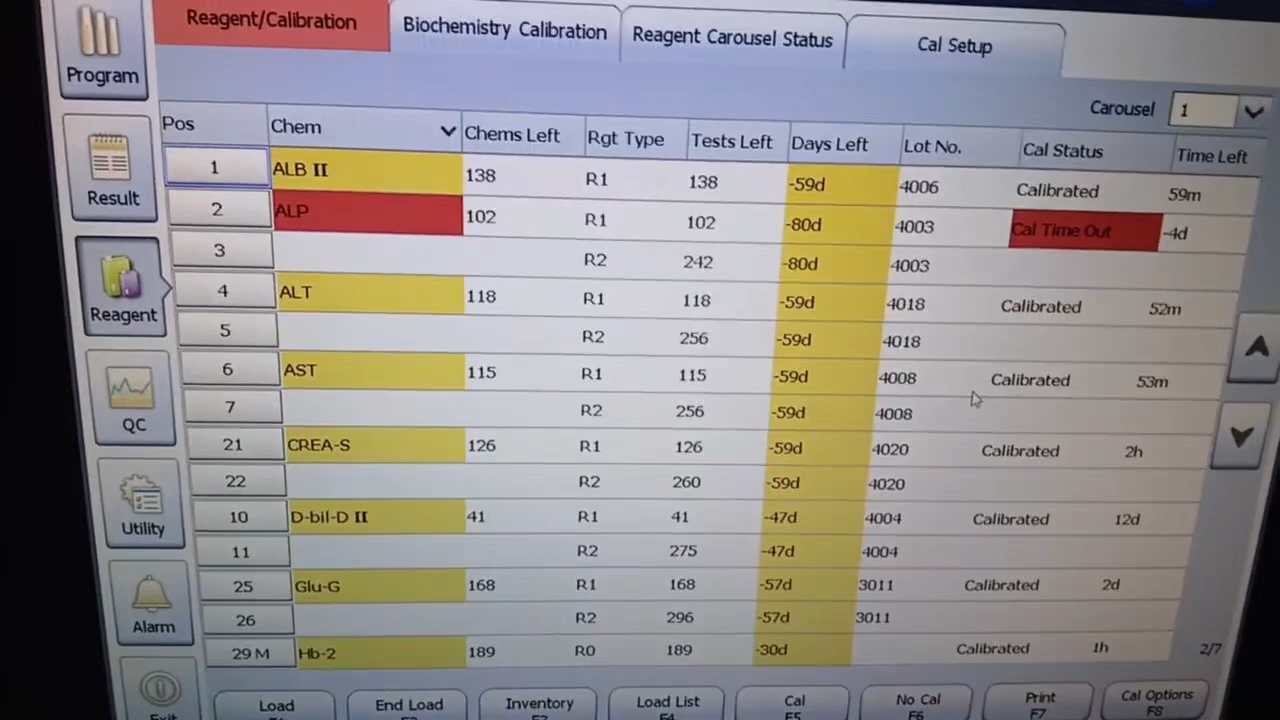 Reagent/Calibration
Biochemistry Calibration
Reagent Carousel Status
Cal Setup
Program
Result
Reagent
QC
Utility
Alarm
Carousel 1
Pos Chem Chems Left Rgt Type Tests Left Days Left Lot No. Cal Status Time Left
1 ALB II 138 R1 138 -59d 4006 Calibrated 59m
2 ALP 102 R1 102 -80d 4003 Cal Time Out -4d
3 R2 242 -80d 4003
4 ALT 118 R1 118 -59d 4018 Calibrated 52m
5 R2 256 -59d 4018
6 AST 115 R1 115 -59d 4008 Calibrated 53m
7 R2 256 -59d 4008
21 CREA-S 126 R1 126 -59d 4020 Calibrated 2h
22 R2 260 -59d 4020
10 D-bil-D II 41 R1 41 -47d 4004 Calibrated 12d
11 R2 275 -47d 4004
25 Glu-G 168 R1 168 -57d 3011 Calibrated 2d
26 R2 296 -57d 3011
29 M Hb-2 189 R0 189 -30d Calibrated 1h
2/7
Load
End Load
Inventory
Load List F4
Cal F5
No Cal F6
Print F7
Cal Options F8